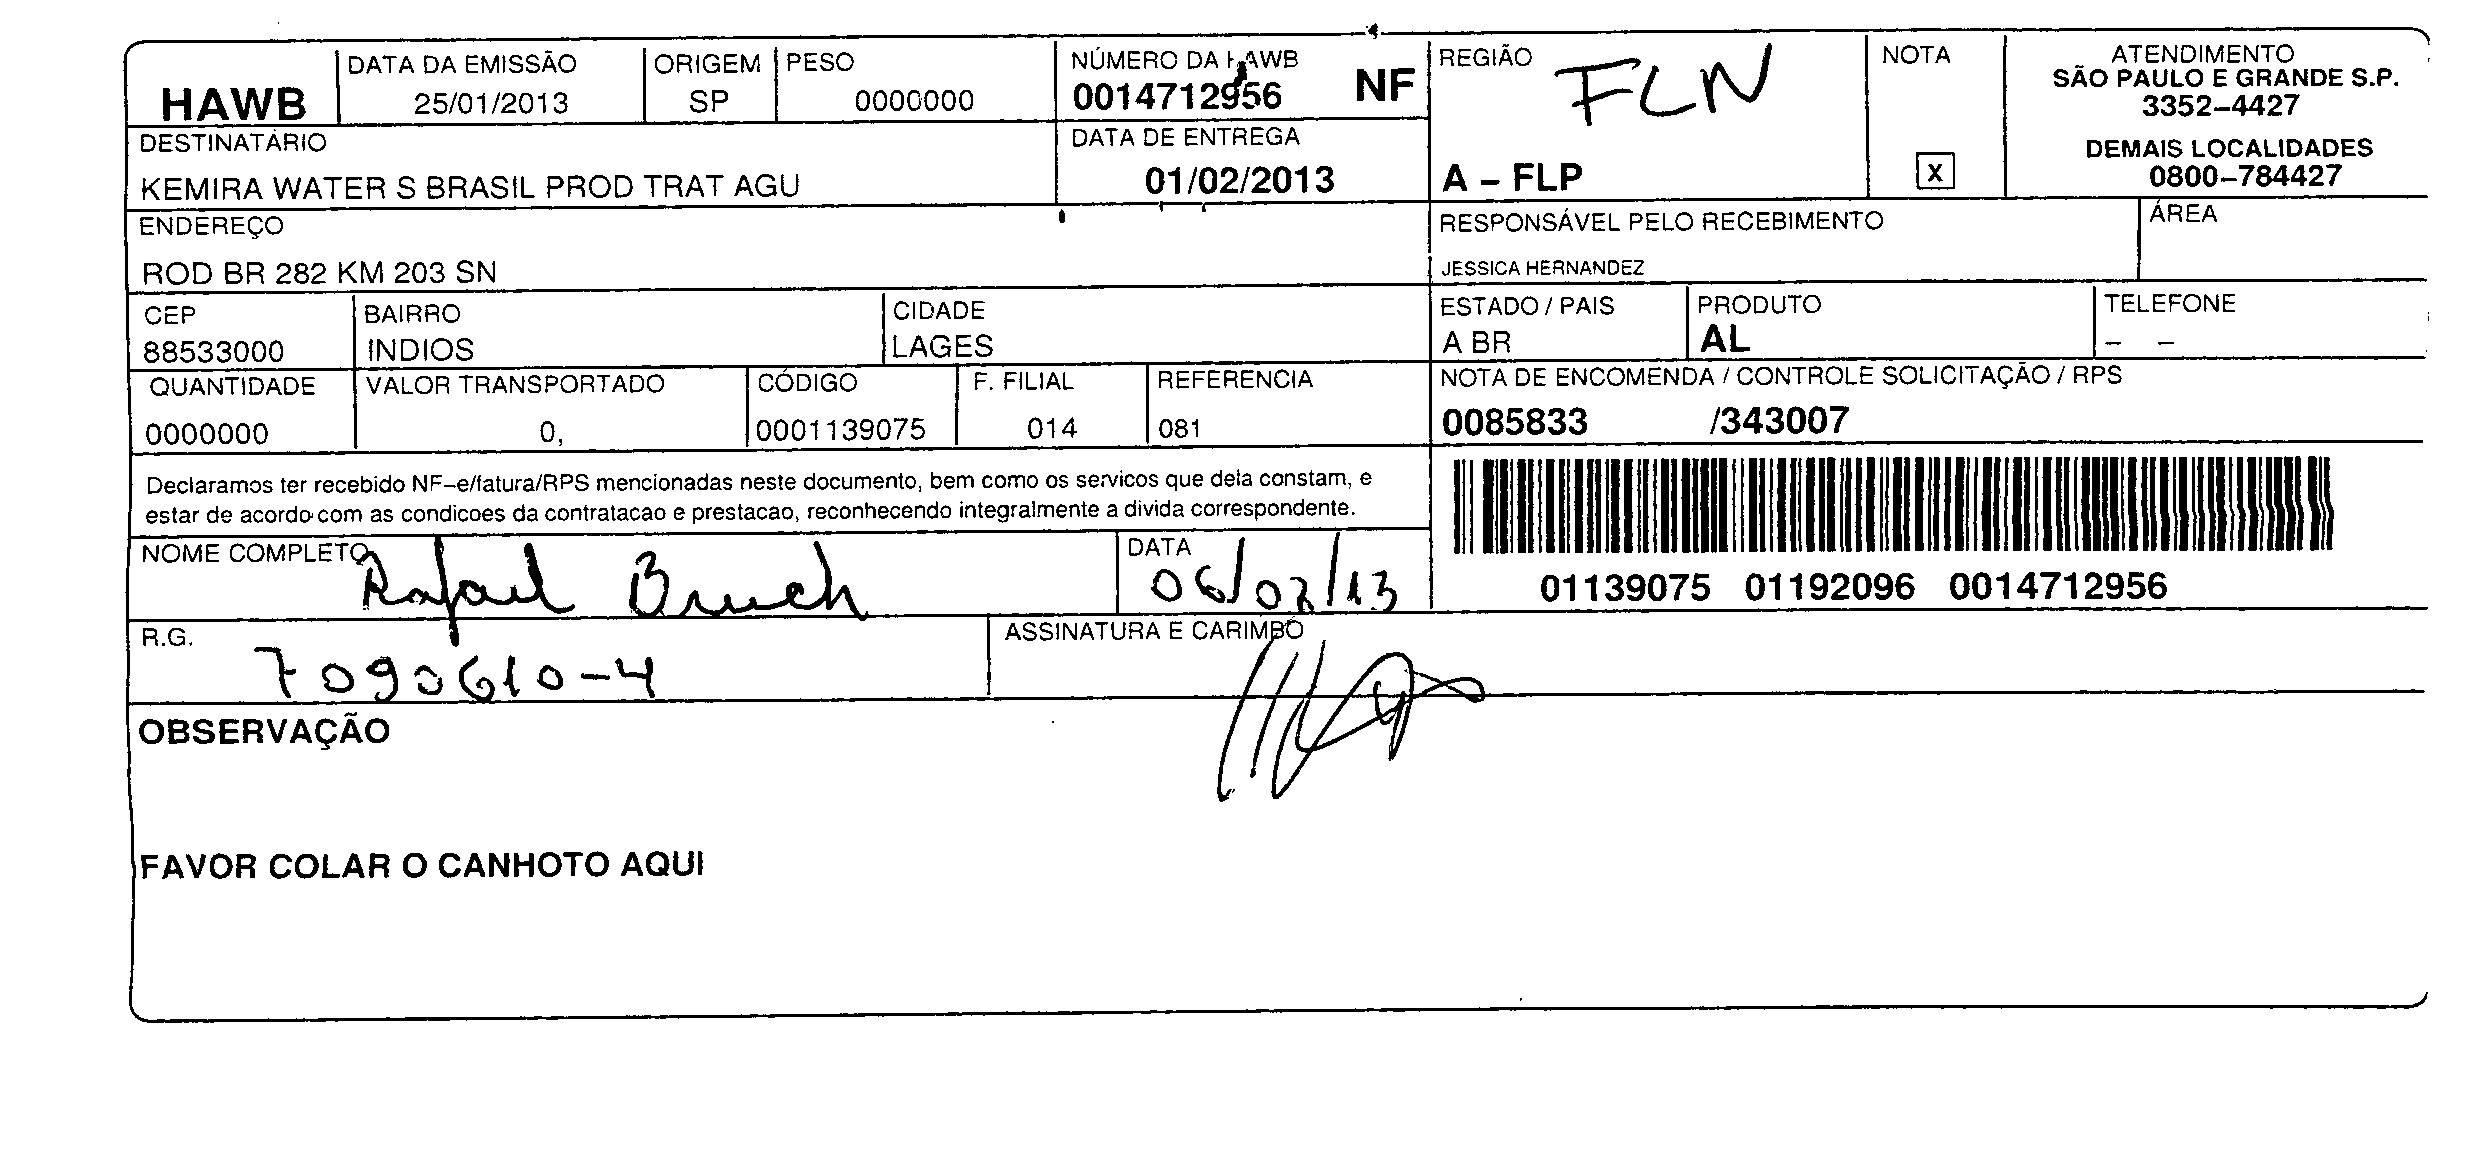 HAWB
DATA DA EMISSÃO
25/01/2013
ORIGEM
SP
PESO
0000000
NÚMERO DA HAWB
0014712956 NF
REGIÃO
FLN
A – FLP
NOTA
X
ATENDIMENTO
SÃO PAULO E GRANDE S.P.
3352–4427
DEMAIS LOCALIDADES
0800–784427
DESTINATÁRIO
KEMIRA WATER S BRASIL PROD TRAT AGU
DATA DE ENTREGA
01/02/2013
ENDEREÇO
ROD BR 282 KM 203 SN
RESPONSÁVEL PELO RECEBIMENTO
JESSICA HERNANDEZ
ÁREA
CEP
88533000
BAIRRO
INDIOS
CIDADE
LAGES
ESTADO / PAIS
A BR
PRODUTO
AL
TELEFONE
– –
QUANTIDADE
0000000
VALOR TRANSPORTADO
0,
CÓDIGO
0001139075
F. FILIAL
014
REFERENCIA
081
NOTA DE ENCOMENDA / CONTROLE SOLICITAÇÃO / RPS
0085833 /343007
Declaramos ter recebido NF–e/fatura/RPS mencionadas neste documento, bem como os servicos que dela constam, e
estar de acordo com as condicoes da contratacao e prestacao, reconhecendo integralmente a divida correspondente.
01139075 01192096 0014712956
NOME COMPLETO
Rafael Bruch
DATA
06/02/13
R.G.
7090610-4
ASSINATURA E CARIMBO
OBSERVAÇÃO
FAVOR COLAR O CANHOTO AQUI